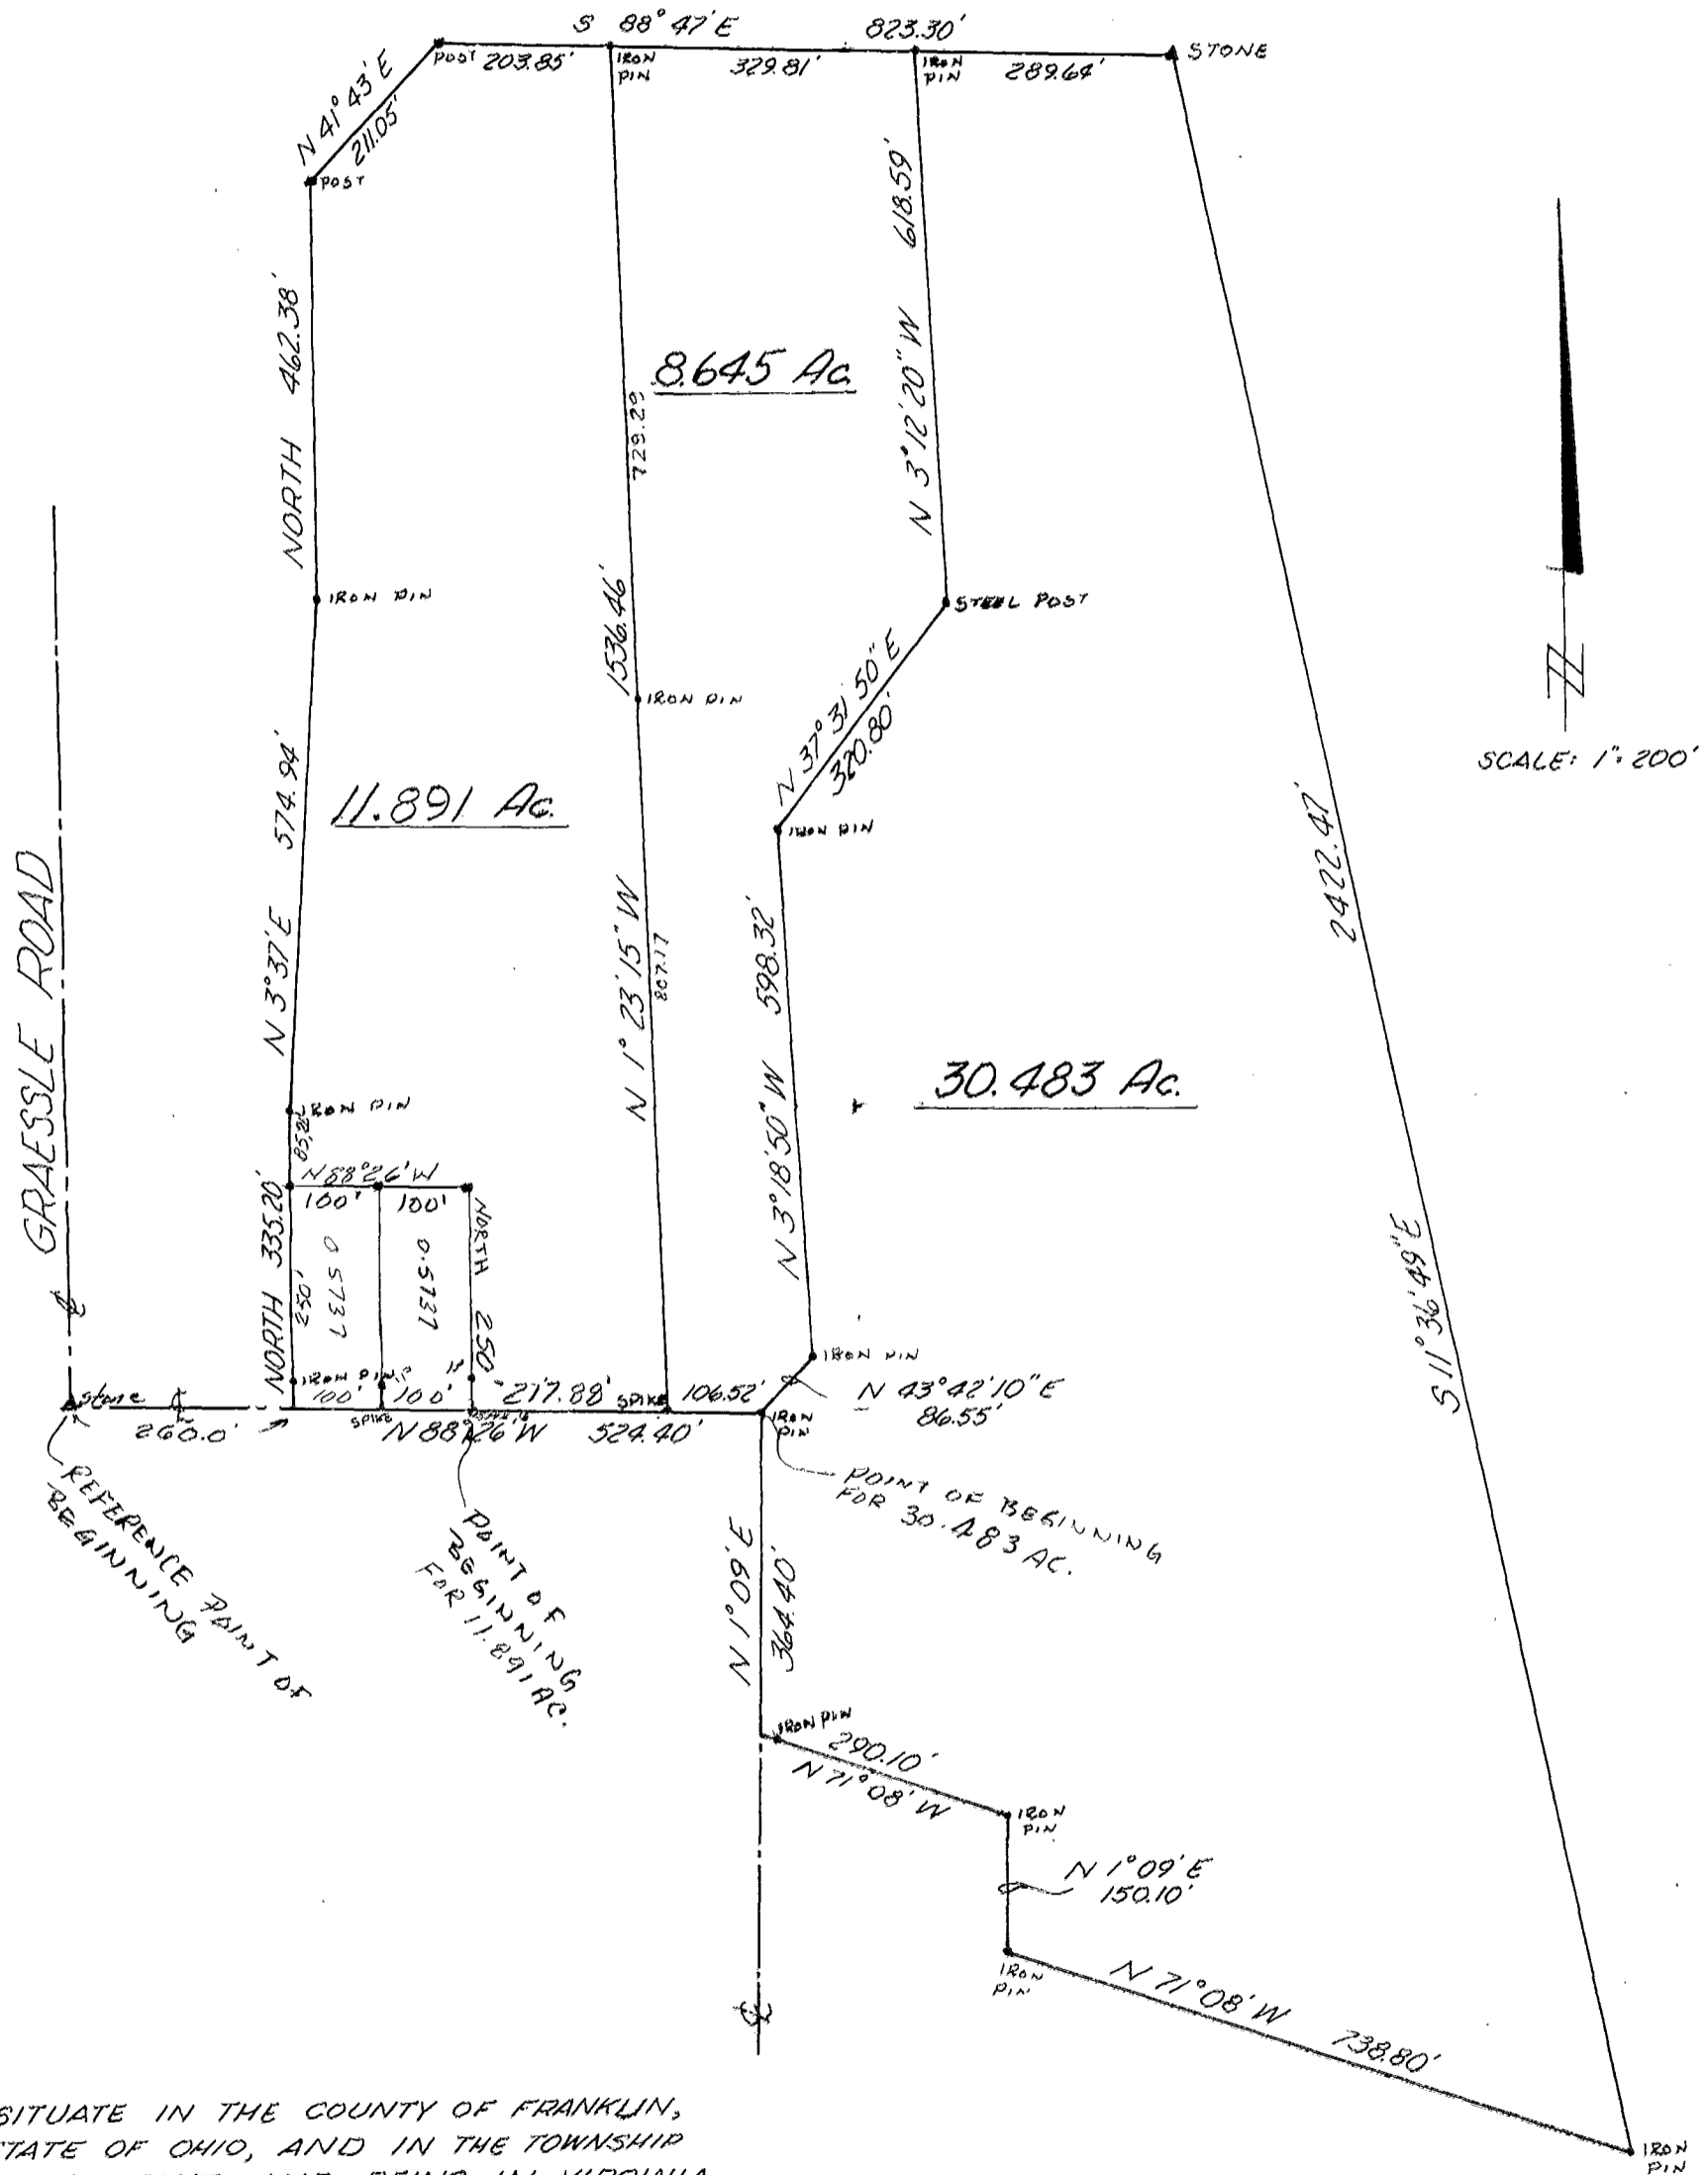 S 88° 47' E 823.30'
POST 203.85'
IRON
PIN
329.81'
IRON
PIN
289.64'
STONE
N 41° 43' E
211.05'
POST
NORTH 462.38'
8.645 Ac.
729.29
1536.46'
N 3° 12' 20" W 618.59'
IRON PIN
STEEL POST
IRON PIN
N 37° 31' 50" E
320.80'
IRON PIN
SCALE: 1": 200'
N
GRAESSLE ROAD
N 3° 37' E 574.94'
11.891 Ac.
N 1° 23' 15" W
807.17
N 3° 18' 50" W 598.32'
30.483 Ac.
2422.47'
S 11° 36' 49" E
IRON PIN
N 88° 26' W
100' 100'
NORTH 335.20'
250'
0.5737
0.5737
NORTH 250'
IRON PIN
100' 100' 217.88' SPIKE 106.52'
IRON PIN
N 43° 42' 10" E
86.55'
Stone
260.0'
SPIKE
N 88° 26' W 524.40'
IRON
PIN
REFERENCE POINT OF
BEGINNING
POINT OF
BEGINNING
FOR 11.891 AC.
POINT OF BEGINNING
FOR 30.483 AC.
N 1° 09' E
364.40'
IRON PIN
290.10'
N 71° 08' W
IRON
PIN
N 1° 09' E
150.10'
IRON
PIN
N 71° 08' W 738.80'
IRON
PIN
SITUATE IN THE COUNTY OF FRANKLIN,
STATE OF OHIO, AND IN THE TOWNSHIP
AND BEING IN VIRGINIA